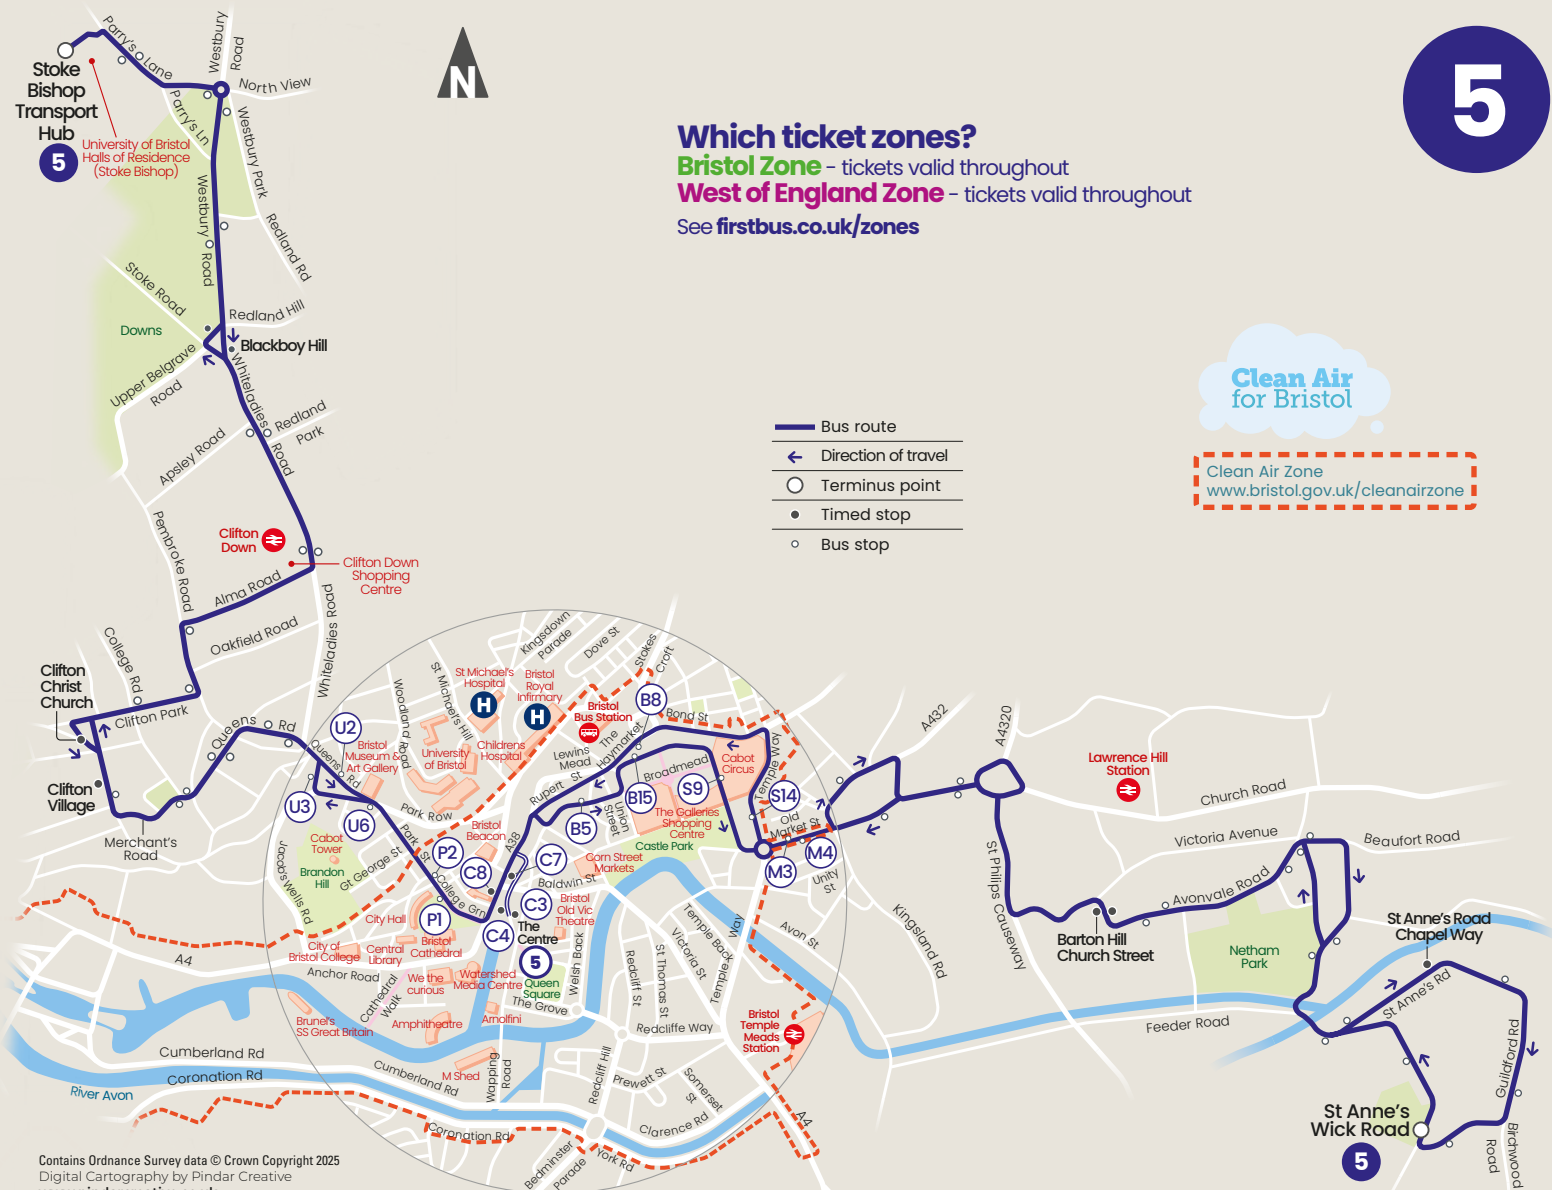 5
N
Which ticket zones?
Bristol Zone - tickets valid throughout
West of England Zone - tickets valid throughout
See firstbus.co.uk/zones
Clean Air
for Bristol
Clean Air Zone
www.bristol.gov.uk/cleanairzone
Bus route
Direction of travel
Terminus point
Timed stop
Bus stop
Stoke
Bishop
Transport
Hub
5
University of Bristol
Halls of Residence
(Stoke Bishop)
Parry's Lane
Parry's Ln
Westbury
Road
North View
Westbury Park
Westbury Road
Redland Rd
Stoke Road
Redland Hill
Downs
Blackboy Hill
Upper Belgrave
Road
Whiteladies Road
Redland
Park
Apsley Road
Pembroke Road
Clifton
Down
Clifton Down
Shopping
Centre
Alma Road
Oakfield Road
Whiteladies Road
College Rd
Clifton
Christ
Church
Clifton Park
Queens Rd
Clifton
Village
Merchant's
Road
U2
Queens Rd
U3
U6
Bristol
Museum &
Art Gallery
Woodland Road
St Michael's Hill
University
of Bristol
St Michael's
Hospital
H
Bristol
Royal
Infirmary
H
Childrens
Hospital
Kingsdown
Parade
Dove St
Stokes
Croft
Bristol
Bus Station
B8
Bond St
The
Haymarket
Lewins
Mead
Rupert St
Broadmead
Cabot
Circus
Temple Way
S9
B15
S14
Union
Street
B5
The Galleries
Shopping
Centre
Castle Park
Old
Market St
M3
M4
Unity
St
Park Row
Bristol
Beacon
A38
Park St
P2
C8
C7
Corn Street
Markets
Baldwin St
Cabot
Tower
Brandon
Hill
Gt George St
Jacob's Wells Rd
College Grn
P1
C3
C4
Bristol
Old Vic
Theatre
The
Centre
5
City Hall
City of
Bristol College
Central
Library
Bristol
Cathedral
Anchor Road
Cathedral
Walk
We the
curious
Watershed
Media Centre
Queen
Square
Welsh Back
The Grove
Arnolfini
Amphitheatre
Brunel's
SS Great Britain
M Shed
Wapping
Road
A4
Cumberland Rd
Coronation Rd
River Avon
Cumberland Rd
Coronation Rd
Redcliff St
St Thomas St
Victoria St
Temple Back
Temple Way
Redcliffe Way
Redcliff Hill
Prewett St
Somerset
St
Clarence Rd
York Rd
Bedminster
Parade
A4
Bristol
Temple
Meads
Station
Avon St
Kingsland Rd
A432
A4320
Lawrence Hill
Station
Church Road
St Philips Causeway
Victoria Avenue
Beaufort Road
Avonvale Road
Barton Hill
Church Street
Netham
Park
Feeder Road
St Anne's Road
Chapel Way
St Anne's Rd
Guildford Rd
Birdwood
Road
St Anne's
Wick Road
5
Contains Ordnance Survey data © Crown Copyright 2025
Digital Cartography by Pindar Creative